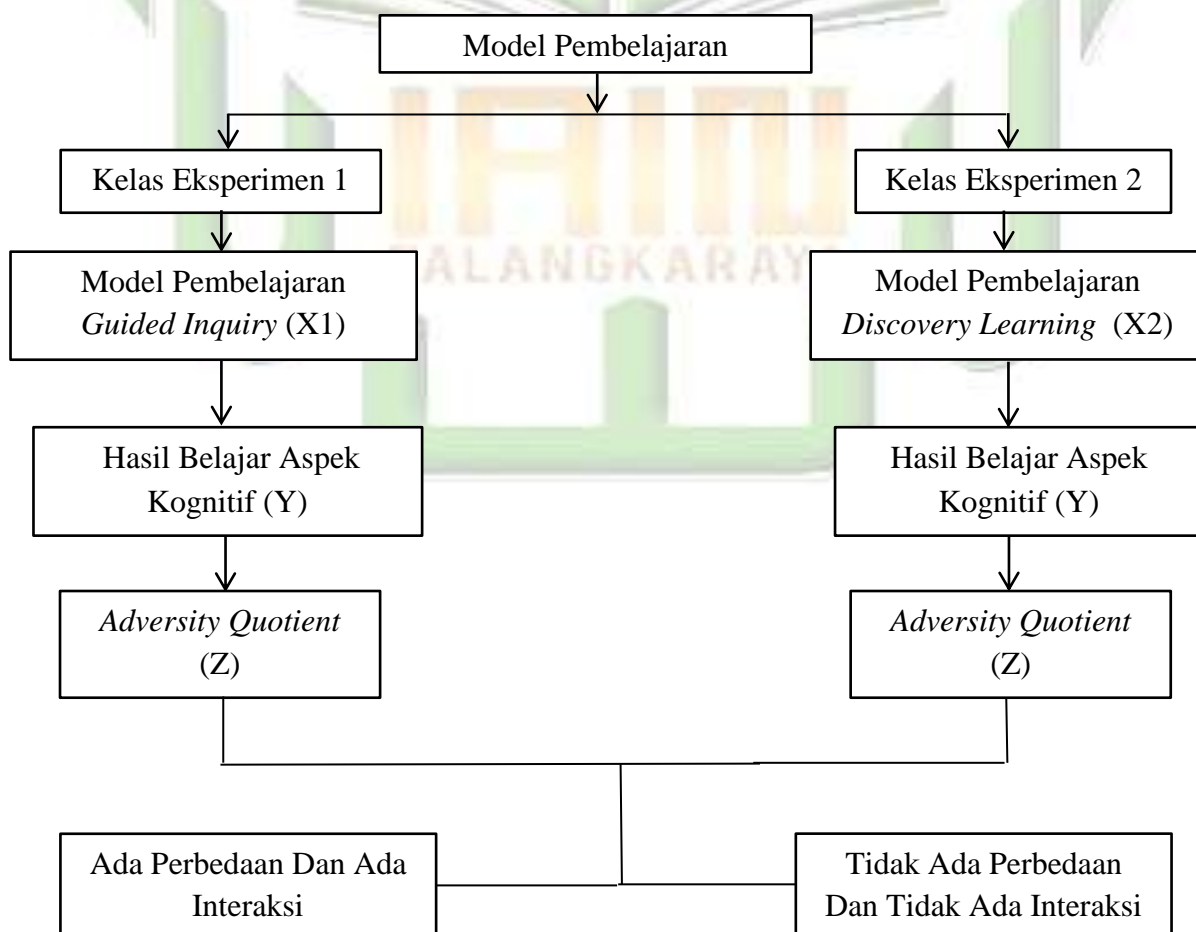 Model Pembelajaran
Kelas Eksperimen 1
Kelas Eksperimen 2
Model Pembelajaran
Guided Inquiry (X1)
Model Pembelajaran
Discovery Learning (X2)
IAIN
PALANGKARAYA
Hasil Belajar Aspek
Kognitif (Y)
Hasil Belajar Aspek
Kognitif (Y)
Adversity Quotient
(Z)
Adversity Quotient
(Z)
Ada Perbedaan Dan Ada
Interaksi
Tidak Ada Perbedaan
Dan Tidak Ada Interaksi